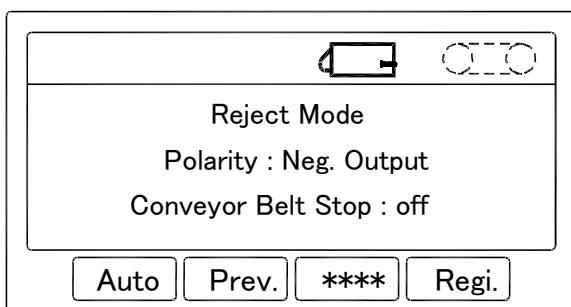 Reject Mode
Polarity : Neg. Output
Conveyor Belt Stop : off
Auto Prev. **** Regi.